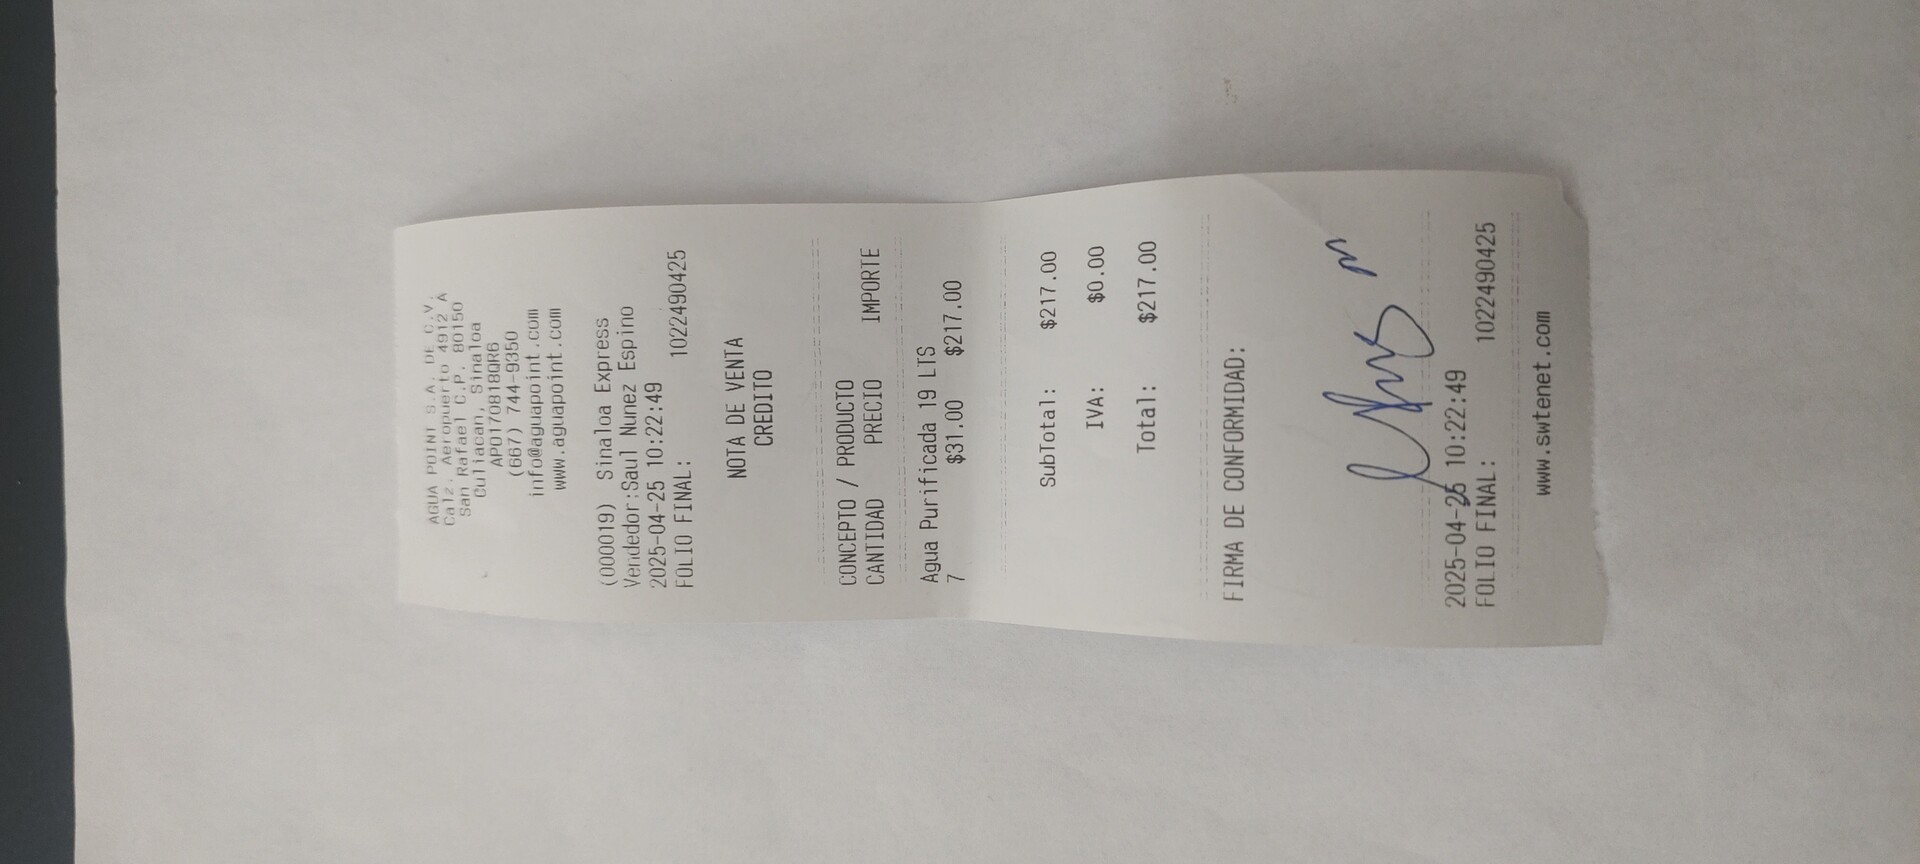 AGUA POINT S.A. DE C.V.
Calz. Aeropuerto 4912 A
San Rafael C.P. 80150
Culiacan, Sinaloa
APO170818QR6
(667) 744-9350
info@aguapoint.com
www.aguapoint.com
(000019) Sinaloa Express
Vendedor:Saul Nunez Espino
2025-04-25 10:22:49
FOLIO FINAL: 1022490425
NOTA DE VENTA
CREDITO
CONCEPTO / PRODUCTO
CANTIDAD PRECIO IMPORTE
Agua Purificada 19 LTS
7 $31.00 $217.00
SubTotal: $217.00
IVA: $0.00
Total: $217.00
FIRMA DE CONFORMIDAD:
2025-04-25 10:22:49
FOLIO FINAL: 1022490425
www.swtenet.com